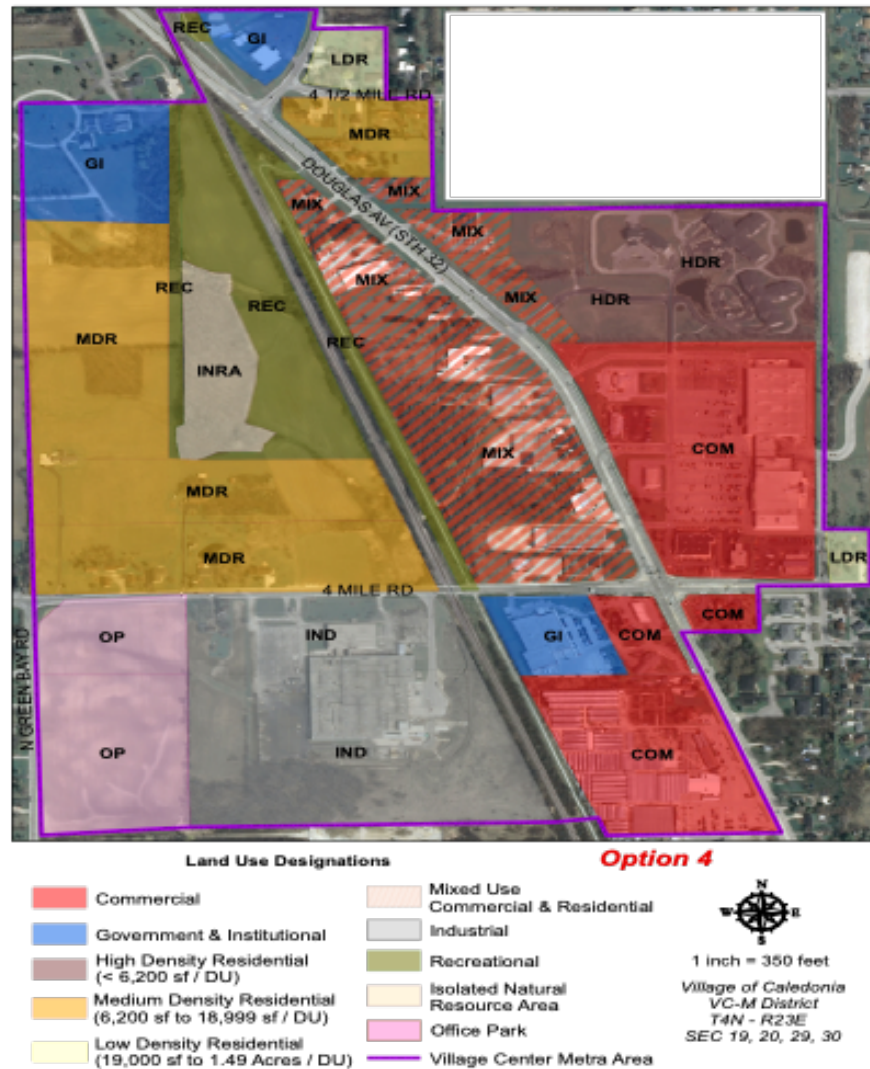 REC
GI
LDR
4 1/2 MILE RD
MDR
GI
DOUGLAS AV (STH 32)
MIX
MIX
MIX
HDR
MIX
REC
REC
MIX
HDR
MDR
REC
INRA
MIX
COM
MDR
MDR
LDR
4 MILE RD
OP
IND
GI
COM
COM
N GREEN BAY RD
OP
IND
COM
Land Use Designations
Commercial
Government & Institutional
High Density Residential
(< 6,200 sf / DU)
Medium Density Residential
(6,200 sf to 18,999 sf / DU)
Low Density Residential
(19,000 sf to 1.49 Acres / DU)
Mixed Use
Commercial & Residential
Industrial
Recreational
Isolated Natural
Resource Area
Office Park
Village Center Metra Area
Option 4
N
W
E
S
1 inch = 350 feet
Village of Caledonia
VC-M District
T4N - R23E
SEC 19, 20, 29, 30